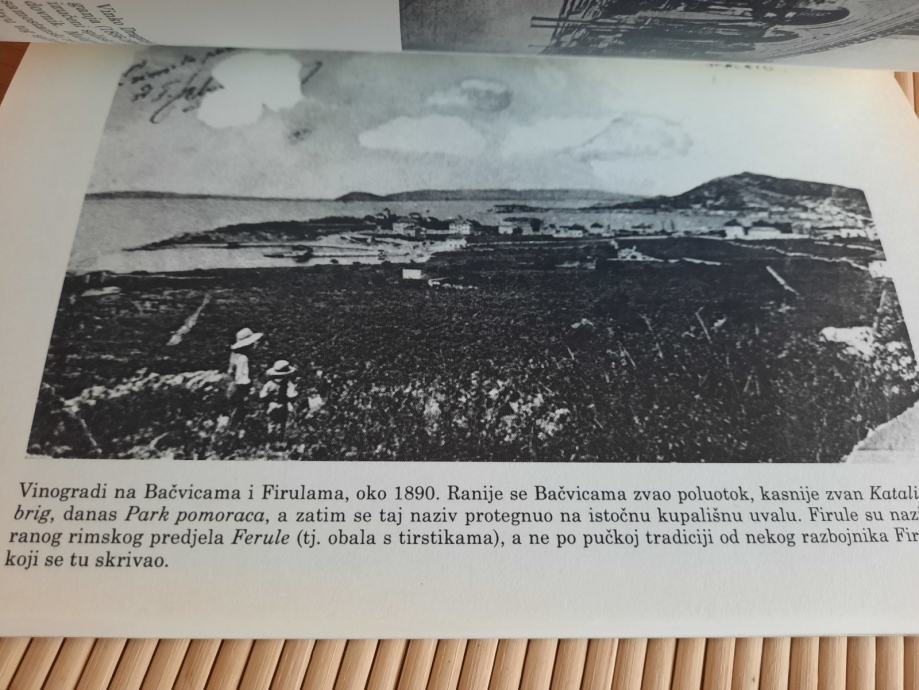 Vinogradi na Bačvicama i Firulama, oko 1890. Ranije se Bačvicama zvao poluotok, kasnije zvan Katali
brig, danas Park pomoraca, a zatim se taj naziv protegnuo na istočnu kupališnu uvalu. Firule su nazi
ranog rimskog predjela Ferule (tj. obala s tirstikama), a ne po pučkoj tradiciji od nekog razbojnika Fir
koji se tu skrivao.